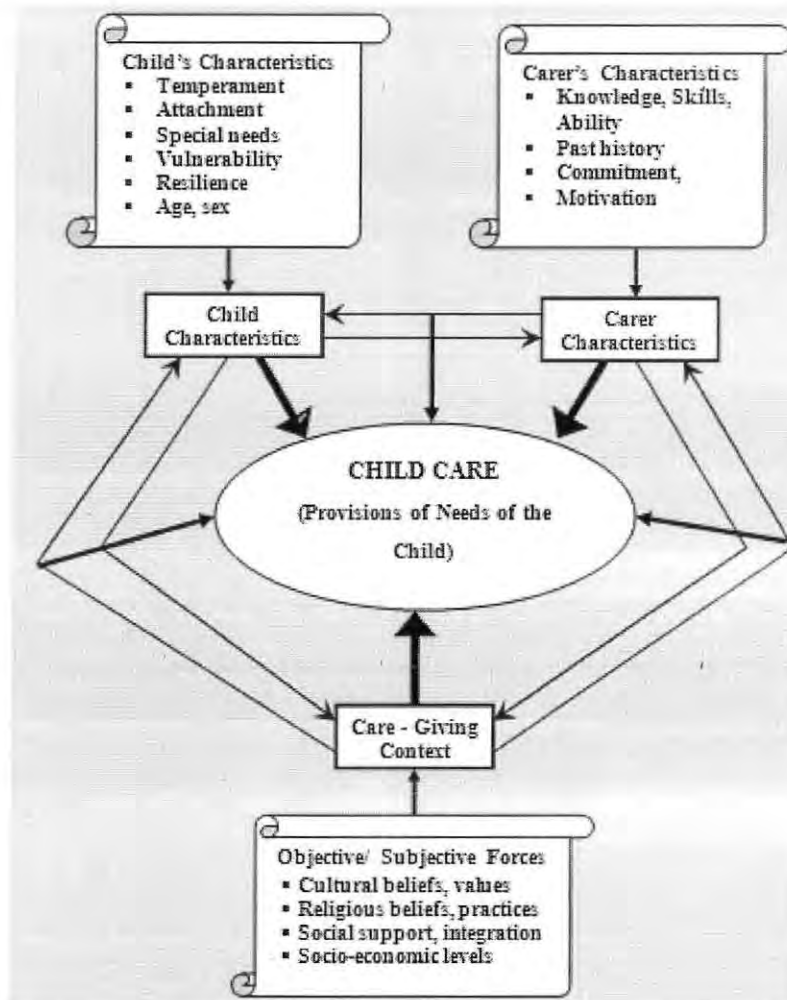 Child's Characteristics
▪ Temperament
▪ Attachment
▪ Special needs
▪ Vulnerability
▪ Resilience
▪ Age, sex
Carer's Characteristics
▪ Knowledge, Skills,
Ability
▪ Past history
▪ Commitment,
▪ Motivation
Child
Characteristics
Carer
Characteristics
CHILD CARE
(Provisions of Needs of the
Child)
Care - Giving
Context
Objective/ Subjective Forces
▪ Cultural beliefs, values
▪ Religious beliefs, practices
▪ Social support, integration
▪ Socio-economic levels